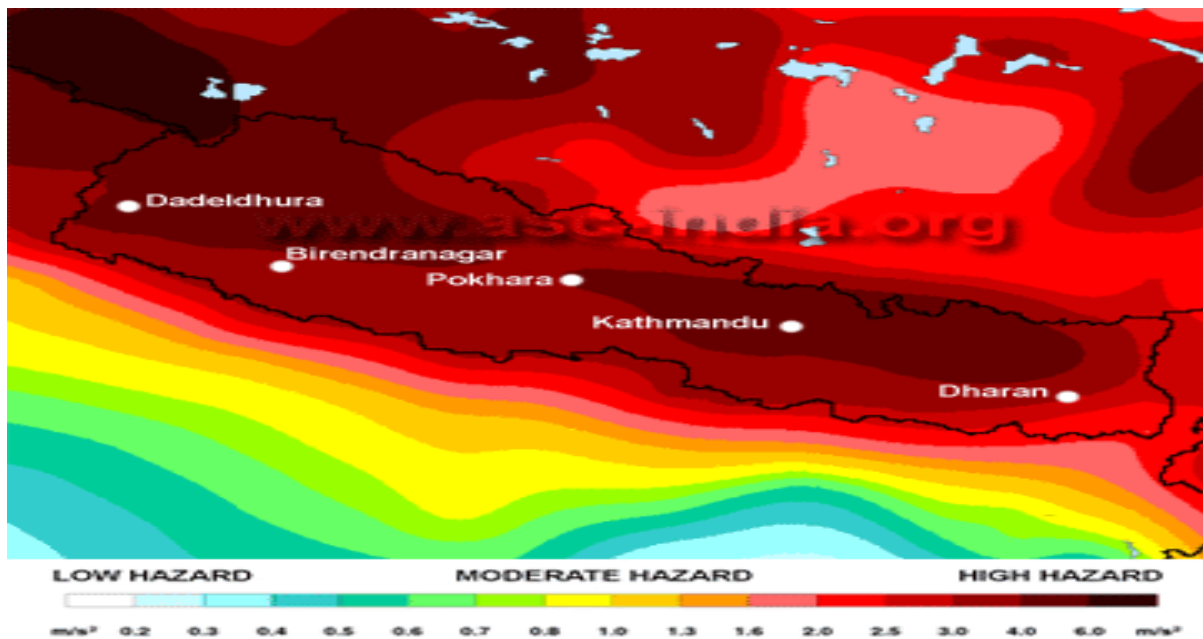 Dadeldhura
www.asc-india.org
Birendranagar
Pokhara
Kathmandu
Dharan
LOW HAZARD MODERATE HAZARD HIGH HAZARD
m/s² 0.2 0.3 0.4 0.5 0.6 0.7 0.8 1.0 1.3 1.6 2.0 2.5 3.0 4.0 6.0 m/s²